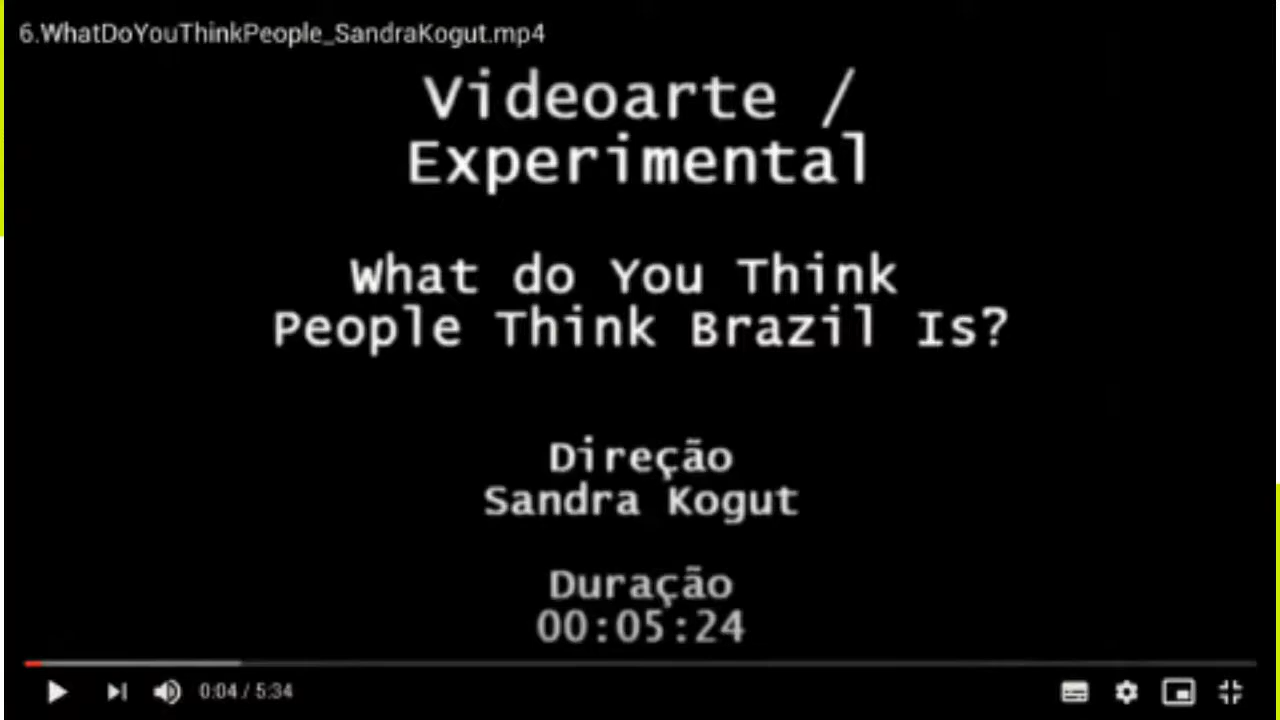 6.WhatDoYouThinkPeople_SandraKogut.mp4
Videoarte /
Experimental
What do You Think
People Think Brazil Is?
Direção
Sandra Kogut
Duração
00:05:24
0:04 / 5:34